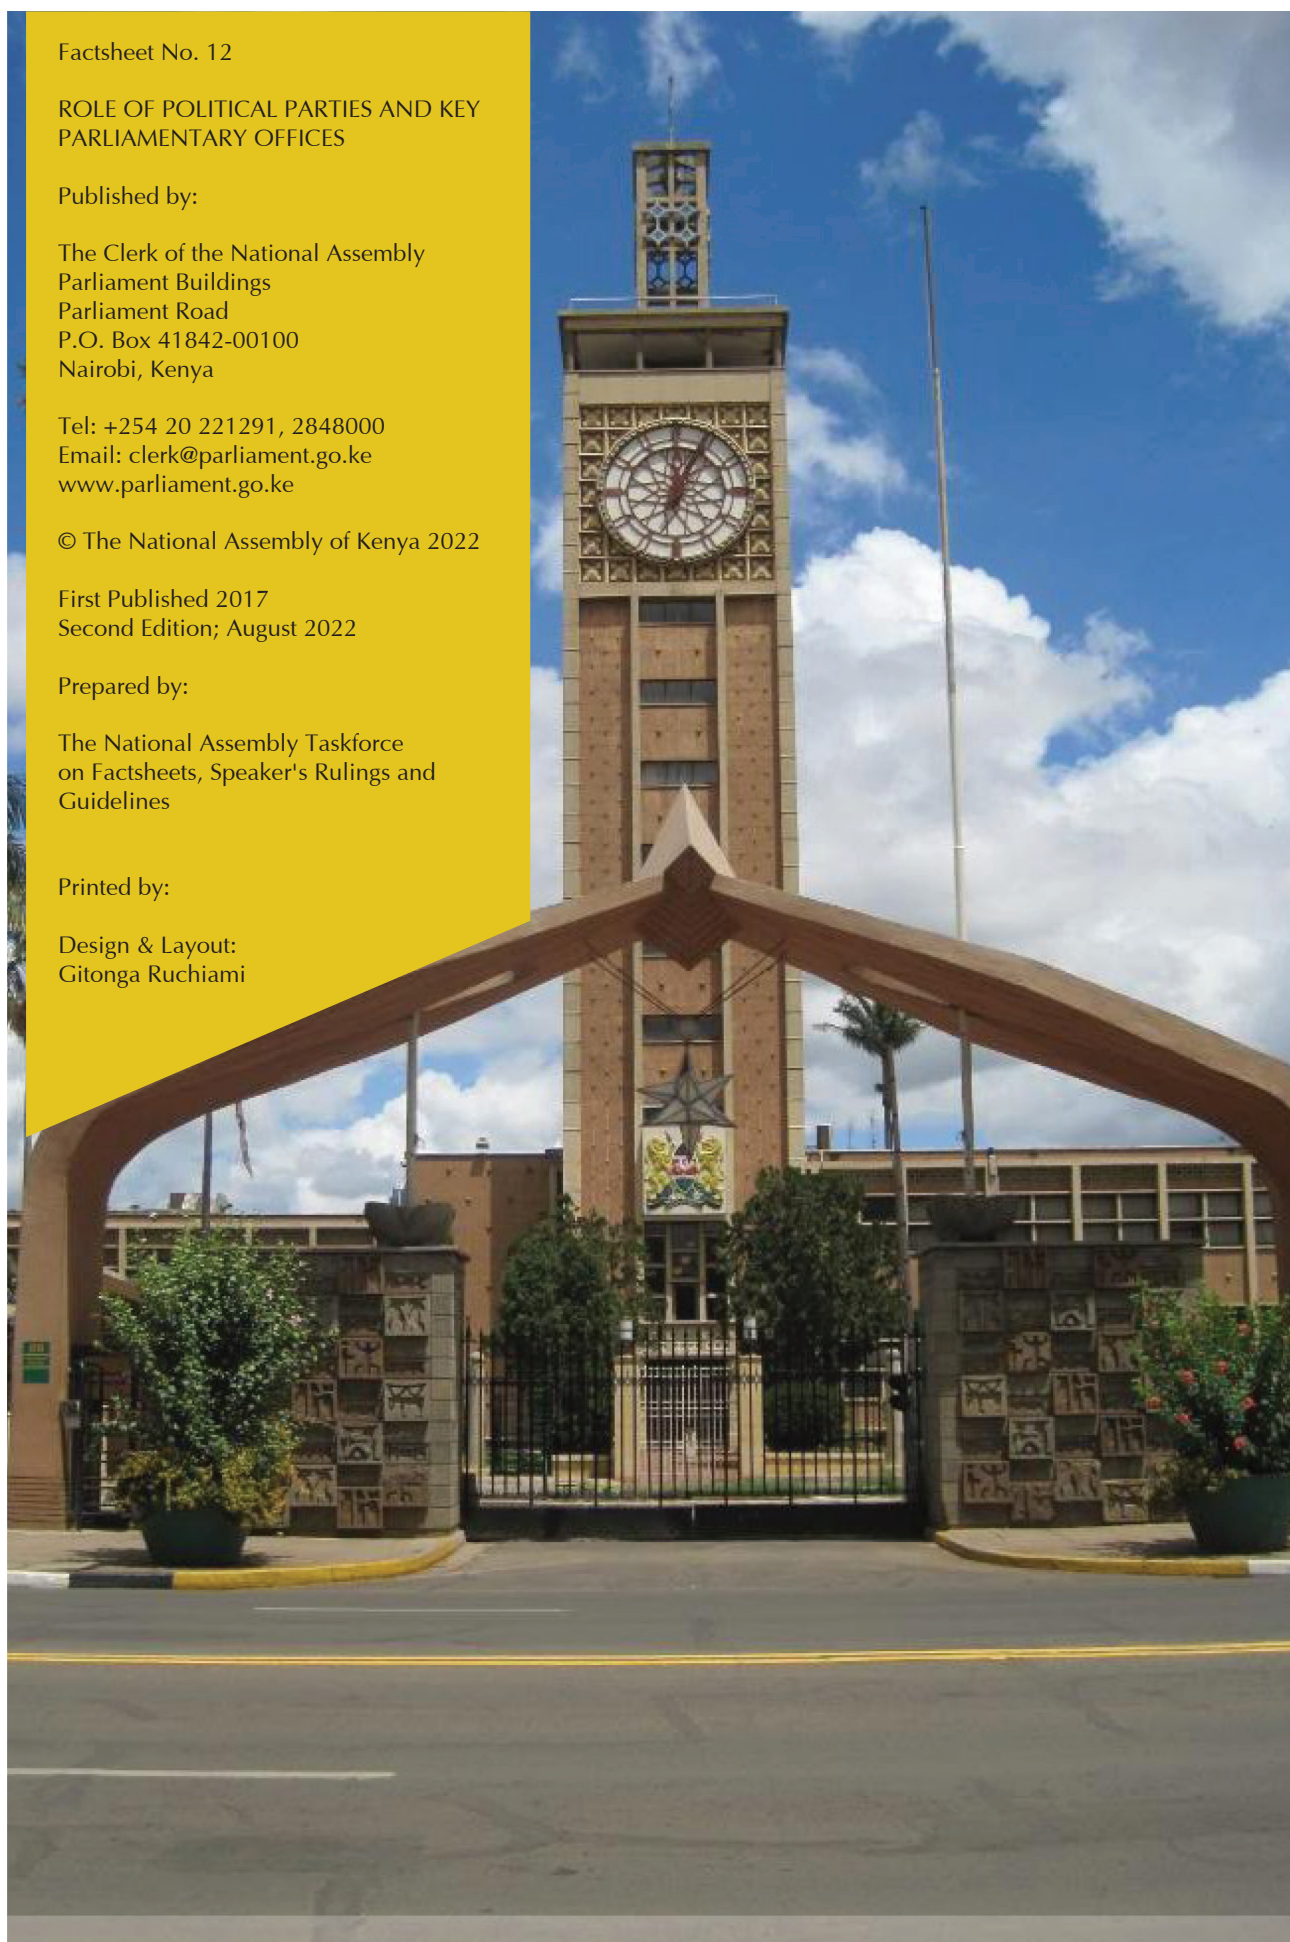 Factsheet No. 12
ROLE OF POLITICAL PARTIES AND KEY
PARLIAMENTARY OFFICES
Published by:
The Clerk of the National Assembly
Parliament Buildings
Parliament Road
P.O. Box 41842-00100
Nairobi, Kenya
Tel: +254 20 221291, 2848000
Email: clerk@parliament.go.ke
www.parliament.go.ke
© The National Assembly of Kenya 2022
First Published 2017
Second Edition; August 2022
Prepared by:
The National Assembly Taskforce
on Factsheets, Speaker's Rulings and
Guidelines
Printed by:
Design & Layout:
Gitonga Ruchiami